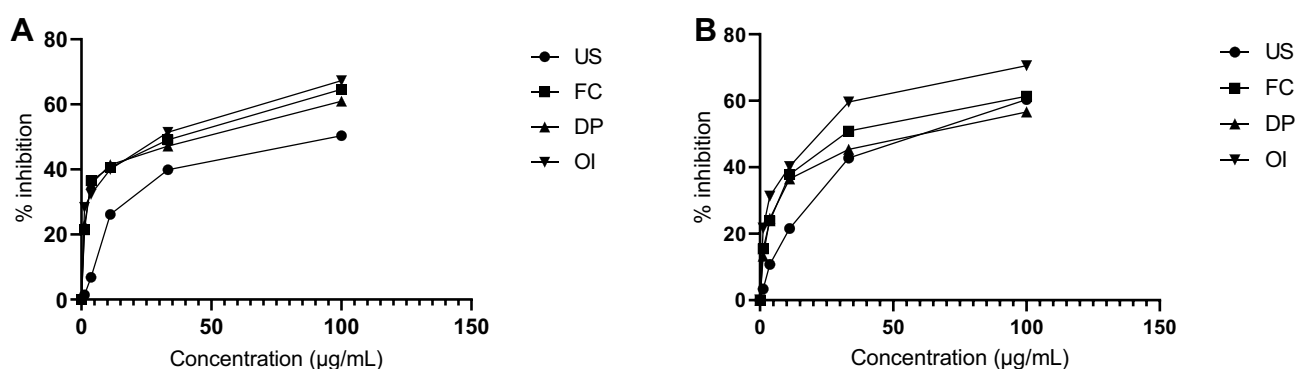 A
% inhibition
80
60
40
20
0
0
50
100
150
Concentration (µg/mL)
US
FC
DP
OI
B
% inhibition
80
60
40
20
0
0
50
100
150
Concentration (µg/mL)
US
FC
DP
OI